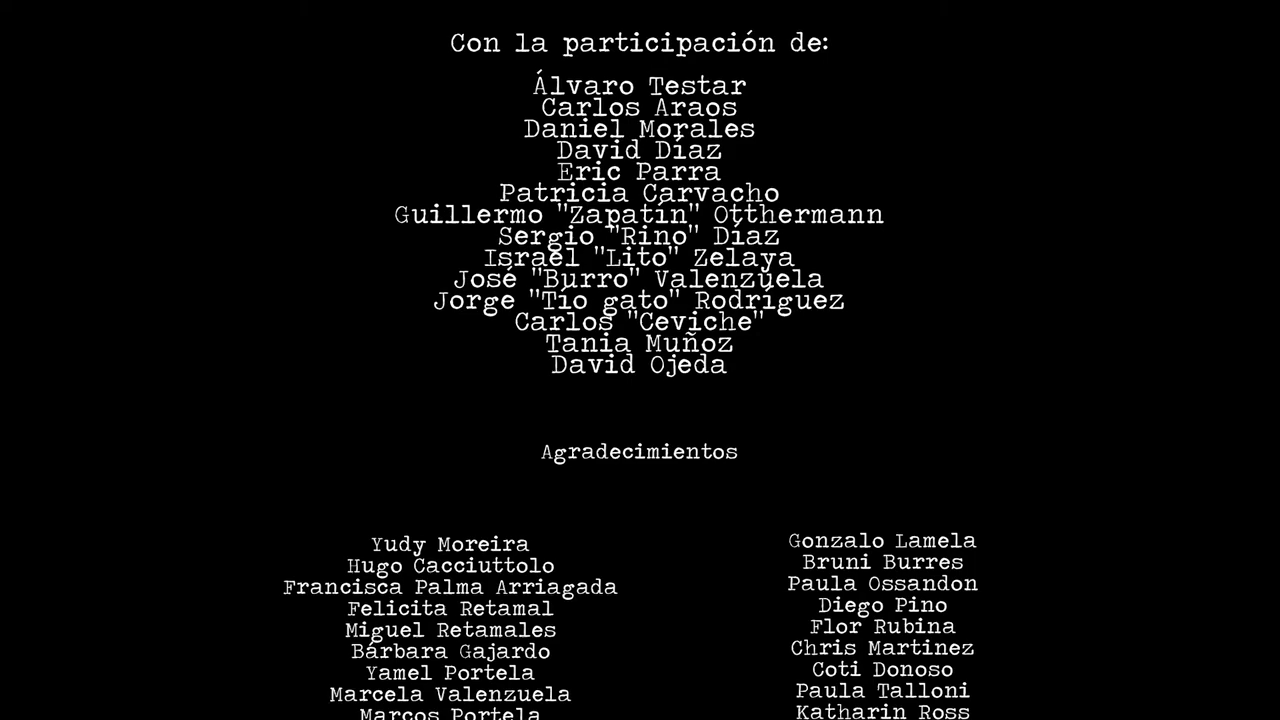 Con la participación de:
Álvaro Testar
Carlos Araos
Daniel Morales
David Díaz
Eric Parra
Patricia Carvacho
Guillermo "Zapatín" Otthermann
Sergio "Rino" Díaz
Israel "Lito" Zelaya
José "Burro" Valenzuela
Jorge "Tío gato" Rodríguez
Carlos "Ceviche"
Tania Muñoz
David Ojeda
Agradecimientos
Yudy Moreira
Hugo Cacciuttolo
Francisca Palma Arriagada
Felicita Retamal
Miguel Retamales
Bárbara Gajardo
Yamel Portela
Marcela Valenzuela
Marcos Portela
Gonzalo Lamela
Bruni Burres
Paula Ossandon
Diego Pino
Flor Rubina
Chris Martinez
Coti Donoso
Paula Talloni
Katharin Ross